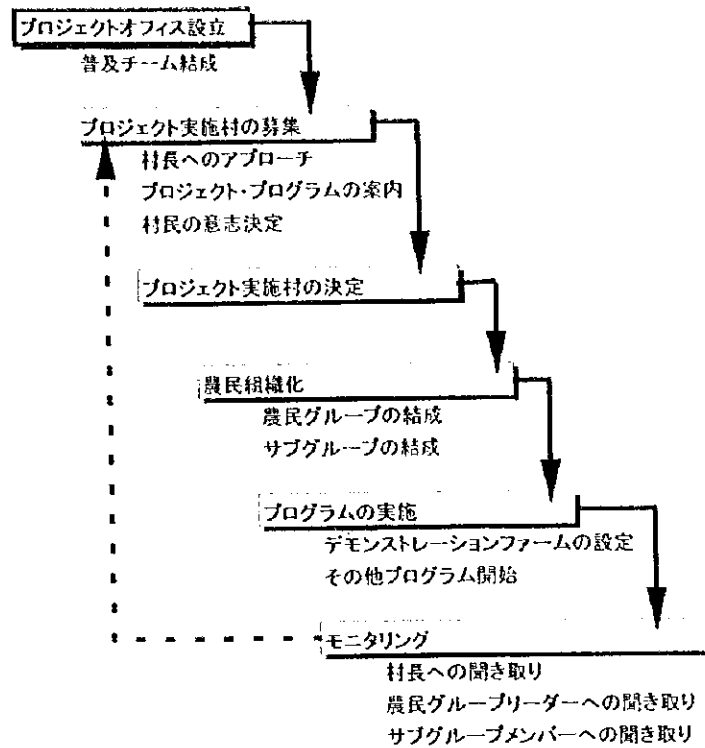 プロジェクトオフィス設立
普及チーム結成
プロジェクト実施村の募集
村長へのアプローチ
プロジェクト・プログラムの案内
村民の意志決定
プロジェクト実施村の決定
農民組織化
農民グループの結成
サブグループの結成
プログラムの実施
デモンストレーションファームの設定
その他プログラム開始
モニタリング
村長への聞き取り
農民グループリーダーへの聞き取り
サブグループメンバーへの聞き取り